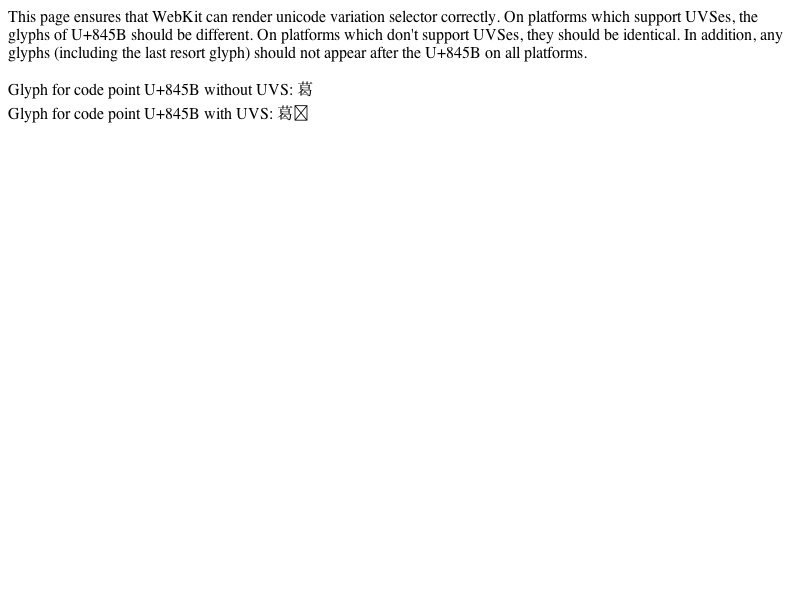 This page ensures that WebKit can render unicode variation selector correctly. On platforms which support UVSes, the
glyphs of U+845B should be different. On platforms which don't support UVSes, they should be identical. In addition, any
glyphs (including the last resort glyph) should not appear after the U+845B on all platforms.
Glyph for code point U+845B without UVS: 葛
Glyph for code point U+845B with UVS: 葛☒